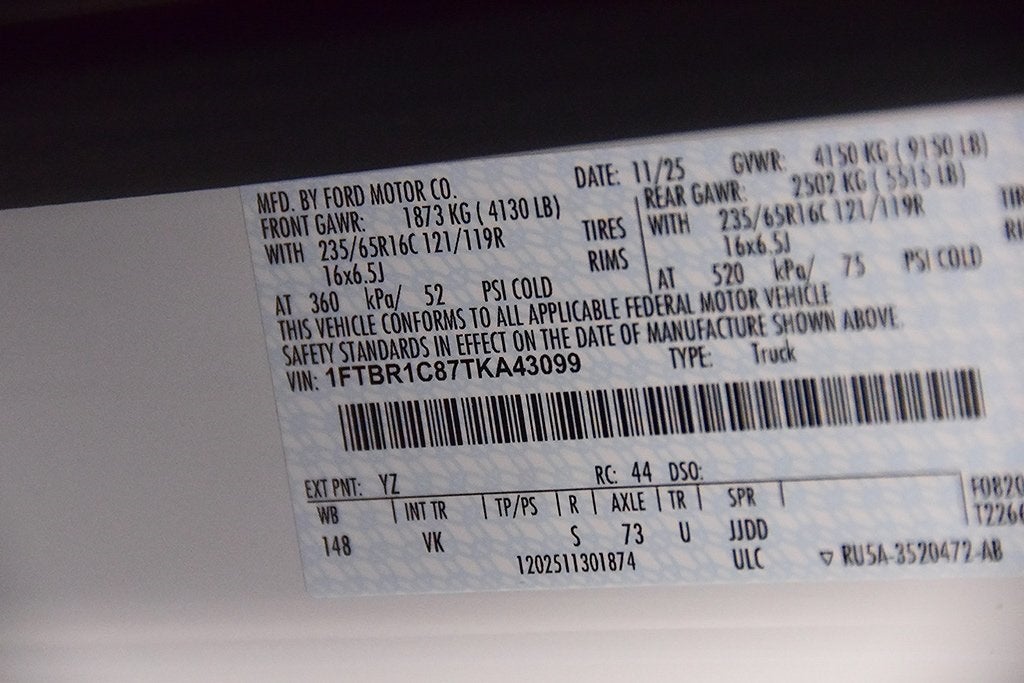 MFD. BY FORD MOTOR CO. DATE: 11/25 GVWR: 4150 KG ( 9150 LB)
FRONT GAWR: 1873 KG ( 4130 LB) REAR GAWR: 2502 KG ( 5515 LB)
WITH 235/65R16C 121/119R TIRES WITH 235/65R16C 121/119R
16x6.5J RIMS 16x6.5J
AT 360 kPa/ 52 PSI COLD AT 520 kPa/ 75 PSI COLD
THIS VEHICLE CONFORMS TO ALL APPLICABLE FEDERAL MOTOR VEHICLE
SAFETY STANDARDS IN EFFECT ON THE DATE OF MANUFACTURE SHOWN ABOVE.
VIN: 1FTBR1C87TKA43099 TYPE: Truck
EXT PNT: YZ RC: 44 DSO:
WB INT TR TP/PS R AXLE TR SPR
148 VK S 73 U JJDD
1202511301874 ULC ▽ RU5A-3520472-AB